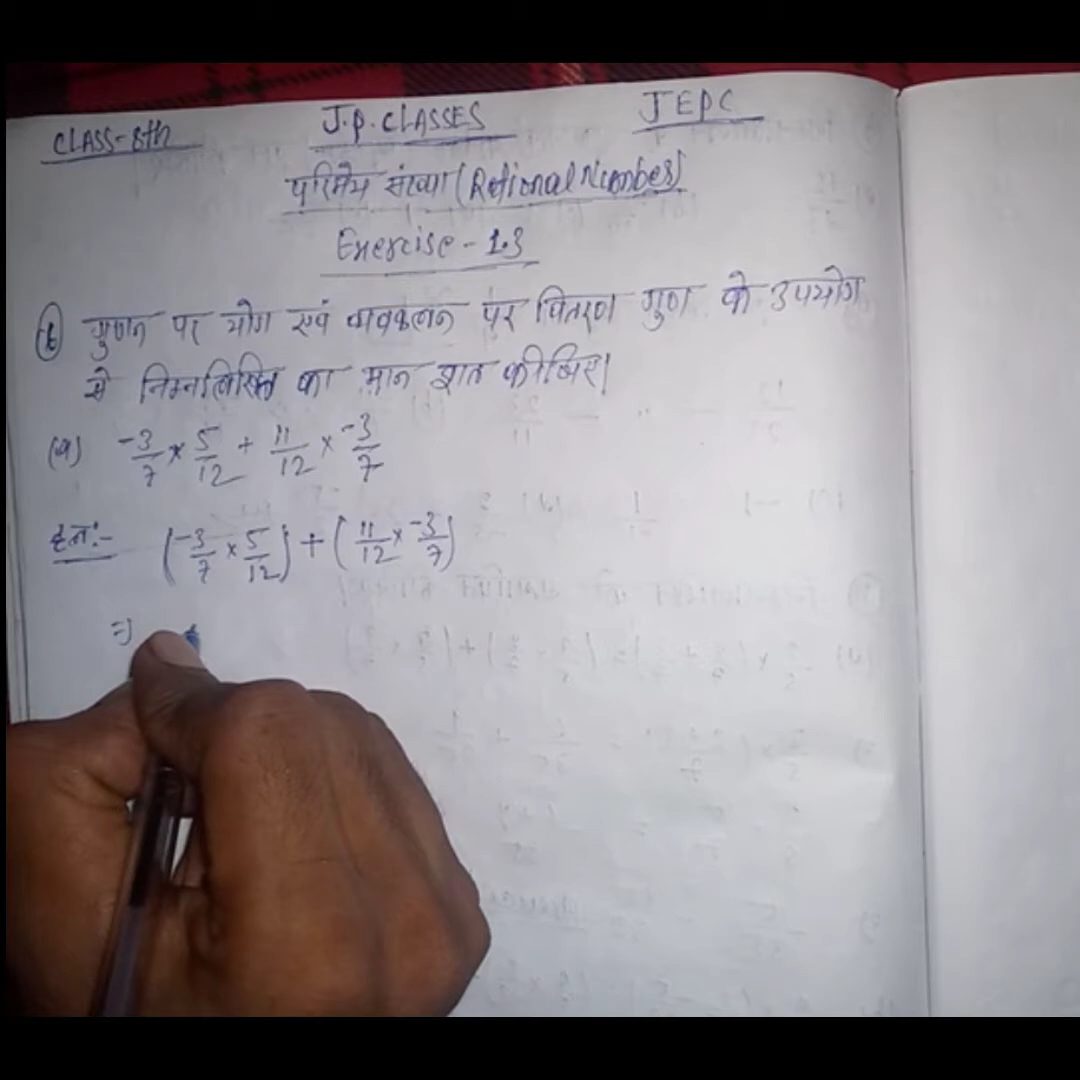 CLASS-8th J.P. CLASSES JEPC
परिमेय संख्या (Rational Number)
Exercise - 1.3
⑥ गुणन पर योग एवं व्यवकलन पर वितरण गुण के उपयोग
से निम्नलिखित का मान ज्ञात कीजिए।
(a) -3/7 × 5/12 + 11/12 × -3/7
हल:- (-3/7 × 5/12) + (11/12 × -3/7)
⇒